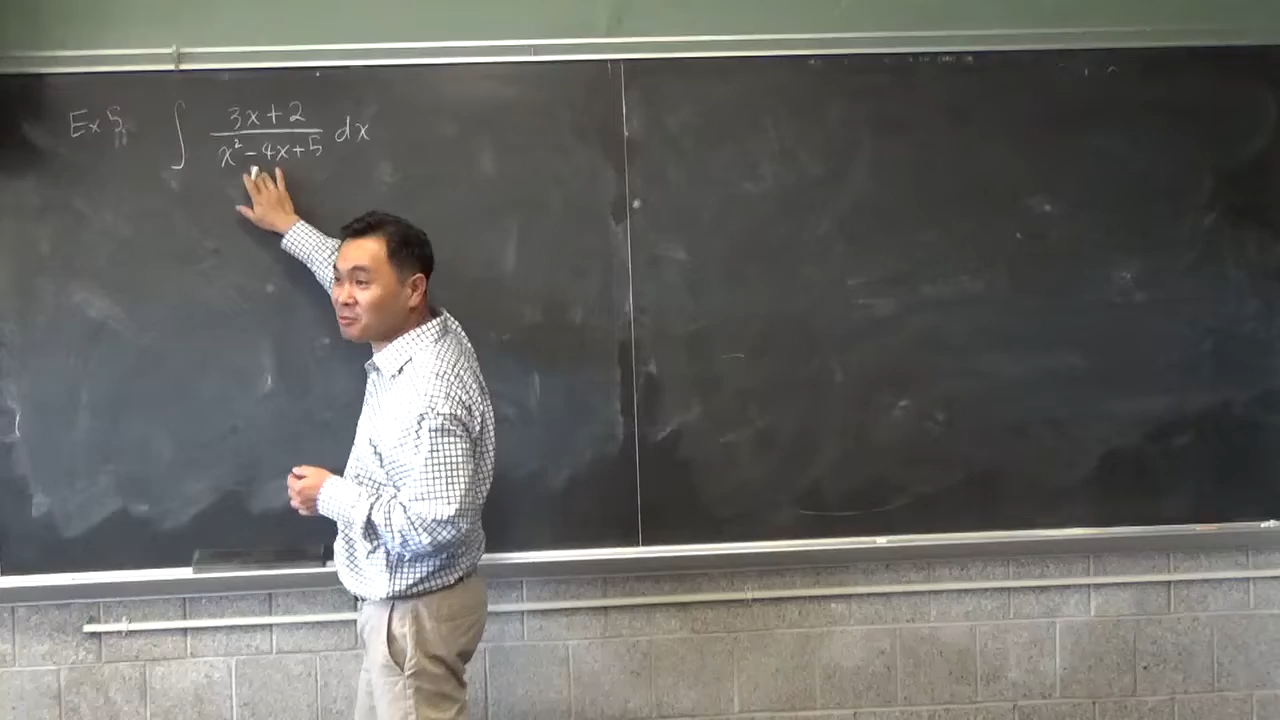 Ex 5, ∫ (3x+2)/(x²-4x+5) dx